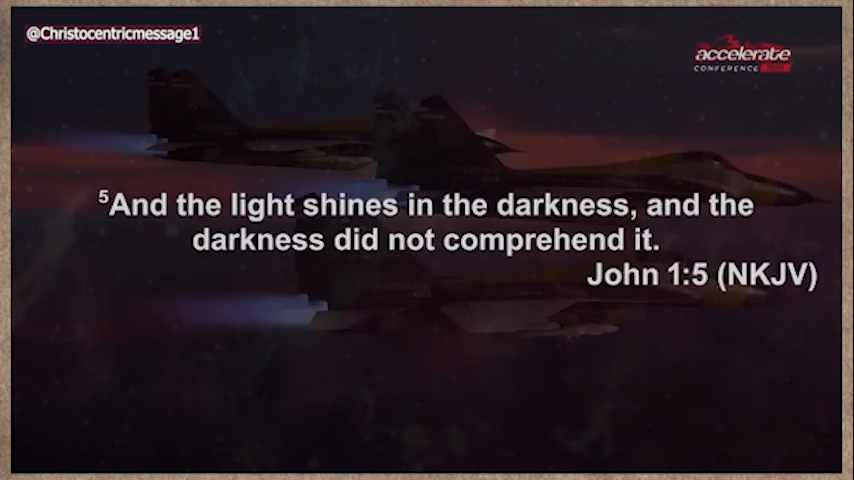 @Christocentricmessage1
accelerate
CONFERENCE
⁵And the light shines in the darkness, and the
darkness did not comprehend it.
John 1:5 (NKJV)